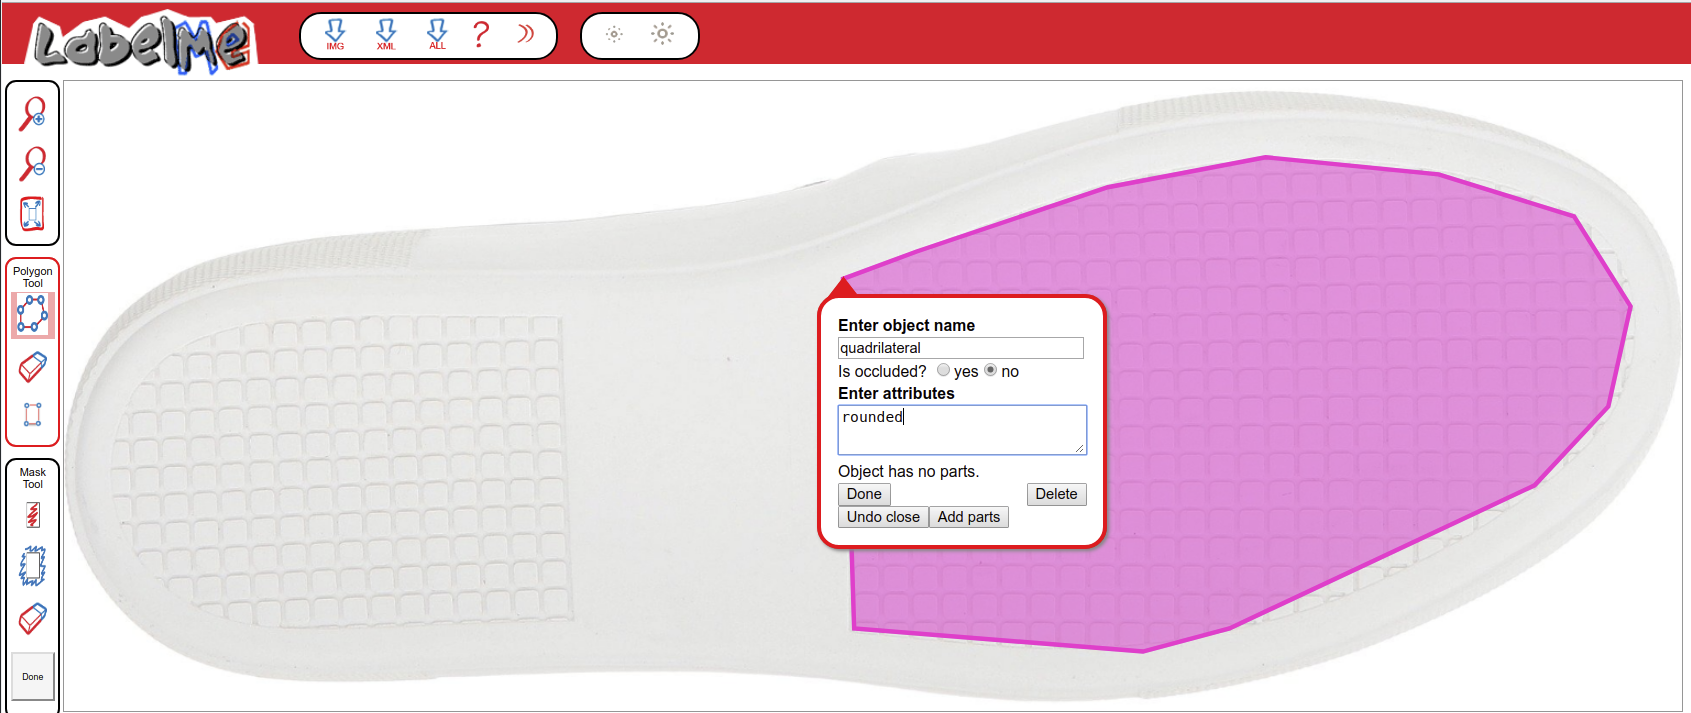 LabelMe
IMG
XML
ALL
?
Polygon
Tool
Mask
Tool
Done
Enter object name
quadrilateral
Is occluded? yes no
Enter attributes
rounded
Object has no parts.
Done Delete
Undo close Add parts